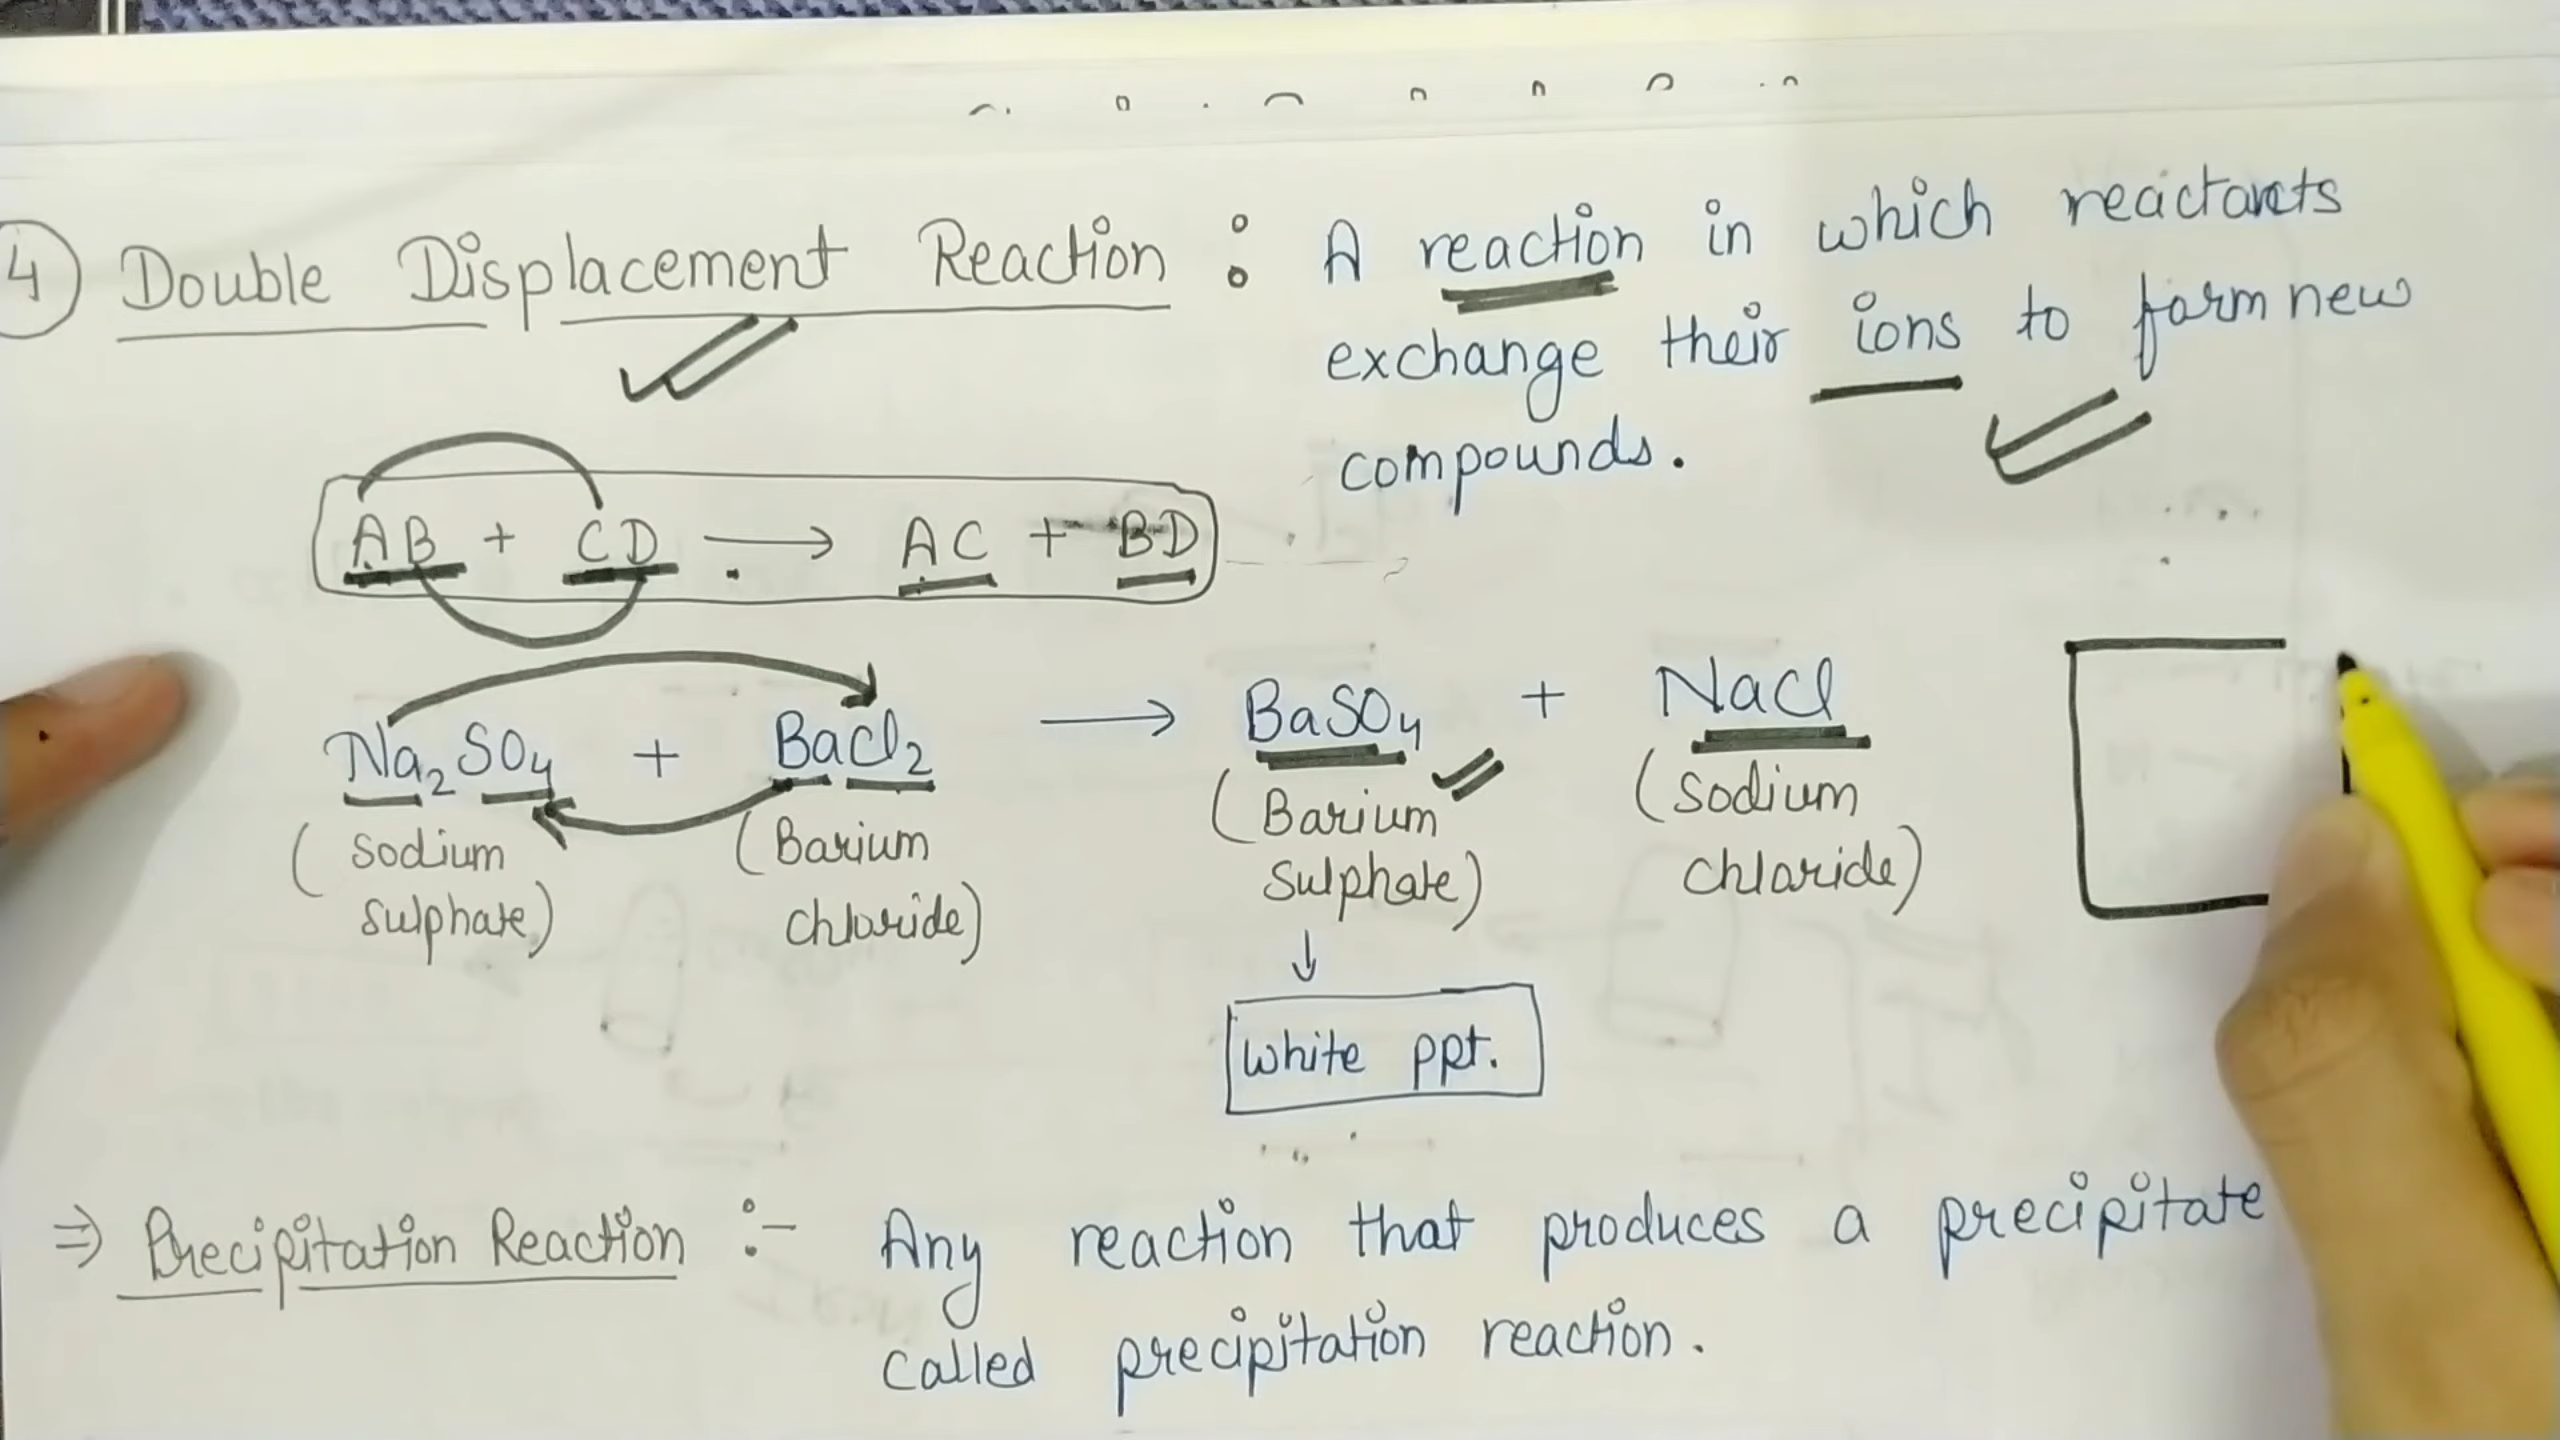 4 Double Displacement Reaction : A reaction in which reactants
exchange their ions to form new
compounds.
AB + CD → AC + BD
Na₂SO₄ + BaCl₂ → BaSO₄ + NaCl
(Sodium sulphate) (Barium chloride) (Barium sulphate) (Sodium chloride)
↓
white ppt.
⇒ Precipitation Reaction :- Any reaction that produces a precipitate
called precipitation reaction.